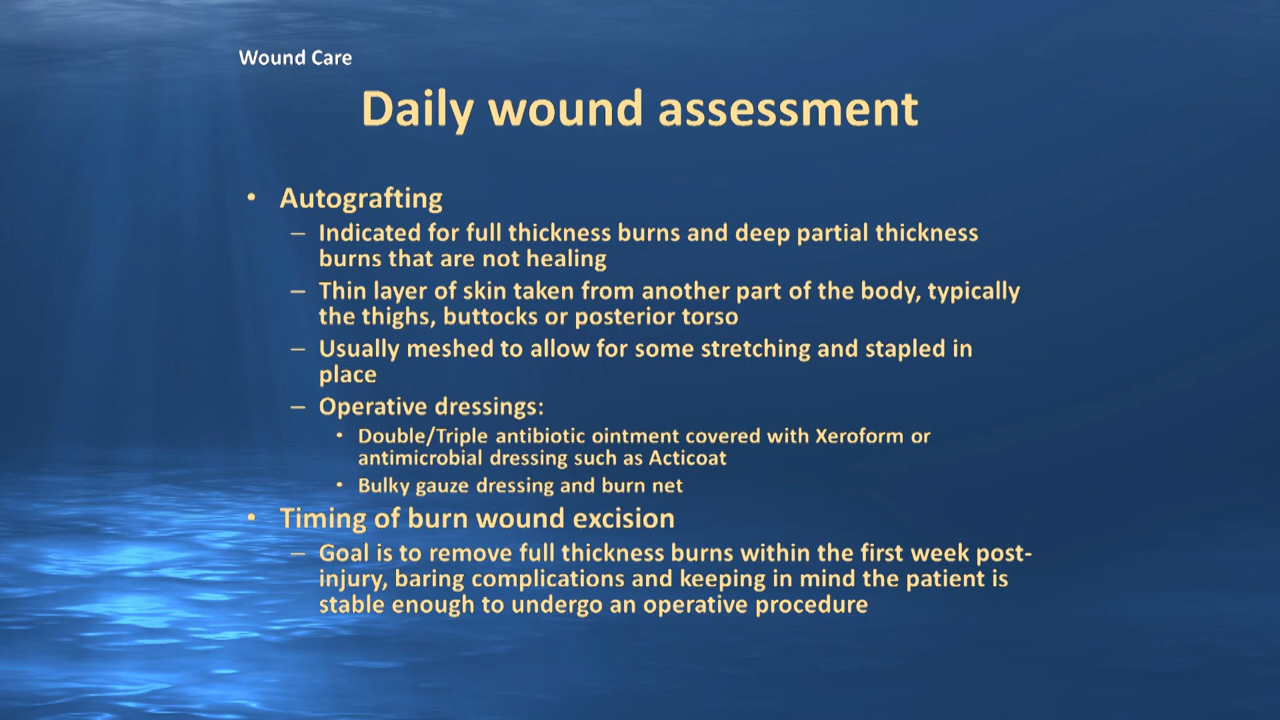 Wound Care
Daily wound assessment
• Autografting
– Indicated for full thickness burns and deep partial thickness
burns that are not healing
– Thin layer of skin taken from another part of the body, typically
the thighs, buttocks or posterior torso
– Usually meshed to allow for some stretching and stapled in
place
– Operative dressings:
• Double/Triple antibiotic ointment covered with Xeroform or
antimicrobial dressing such as Acticoat
• Bulky gauze dressing and burn net
• Timing of burn wound excision
– Goal is to remove full thickness burns within the first week post-
injury, baring complications and keeping in mind the patient is
stable enough to undergo an operative procedure